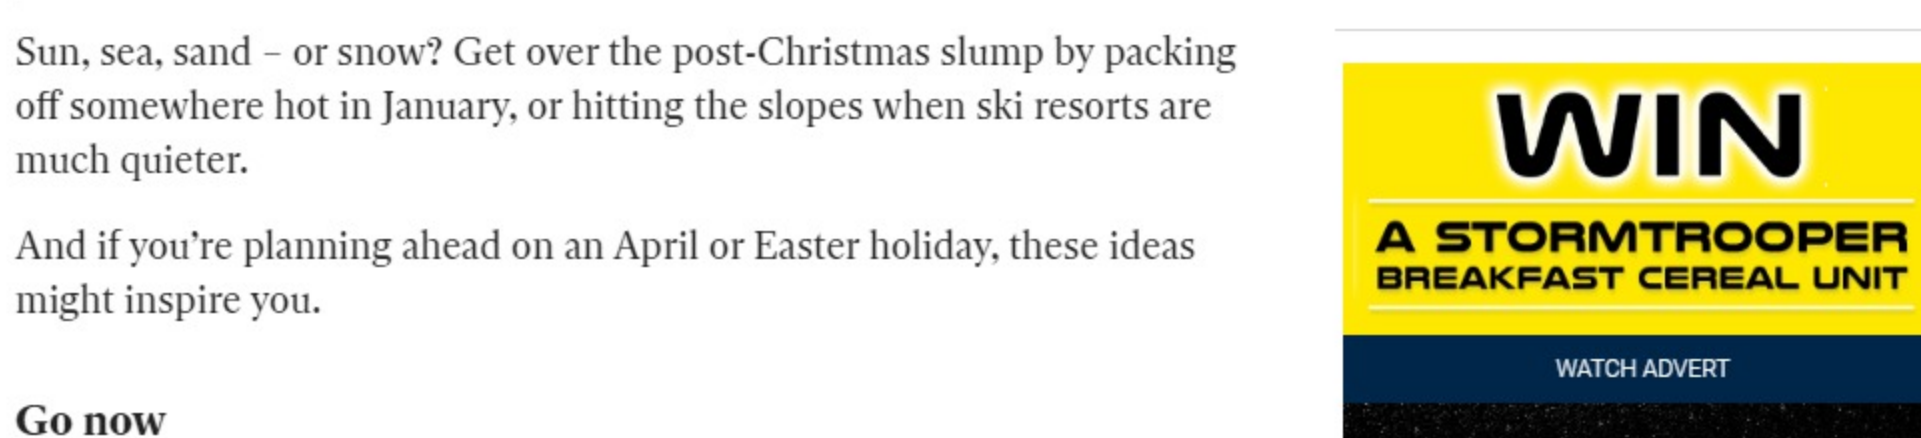 Sun, sea, sand – or snow? Get over the post-Christmas slump by packing
off somewhere hot in January, or hitting the slopes when ski resorts are
much quieter.
And if you’re planning ahead on an April or Easter holiday, these ideas
might inspire you.
Go now
WIN
A STORMTROOPER
BREAKFAST CEREAL UNIT
WATCH ADVERT